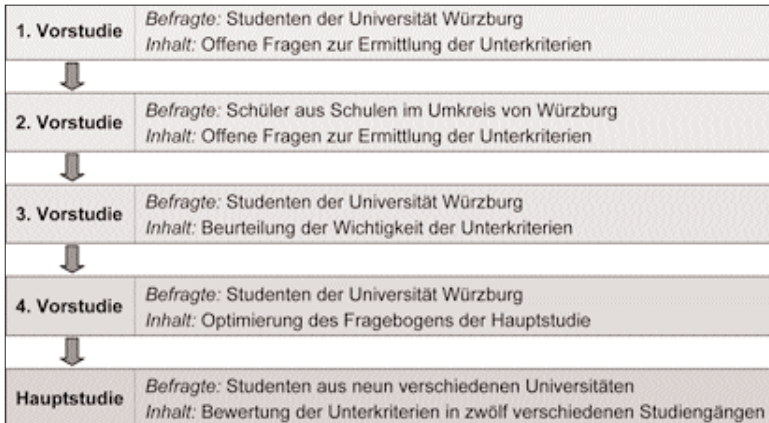 1. Vorstudie
Befragte: Studenten der Universität Würzburg
Inhalt: Offene Fragen zur Ermittlung der Unterkriterien
2. Vorstudie
Befragte: Schüler aus Schulen im Umkreis von Würzburg
Inhalt: Offene Fragen zur Ermittlung der Unterkriterien
3. Vorstudie
Befragte: Studenten der Universität Würzburg
Inhalt: Beurteilung der Wichtigkeit der Unterkriterien
4. Vorstudie
Befragte: Studenten der Universität Würzburg
Inhalt: Optimierung des Fragebogens der Hauptstudie
Hauptstudie
Befragte: Studenten aus neun verschiedenen Universitäten
Inhalt: Bewertung der Unterkriterien in zwölf verschiedenen Studiengängen